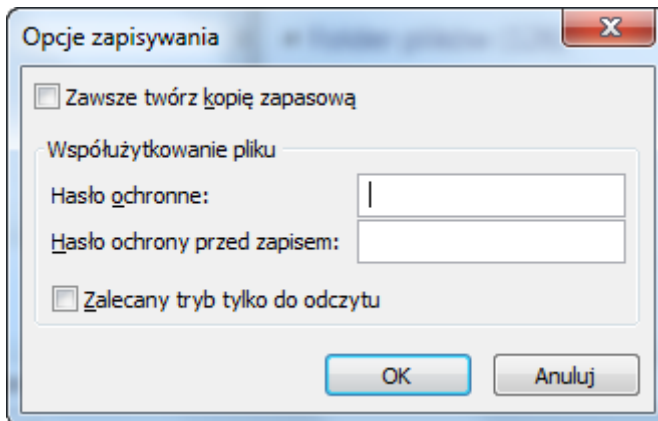 Opcje zapisywania
Zawsze twórz kopię zapasową
Współużytkowanie pliku
Hasło ochronne:
Hasło ochrony przed zapisem:
Zalecany tryb tylko do odczytu
OK Anuluj